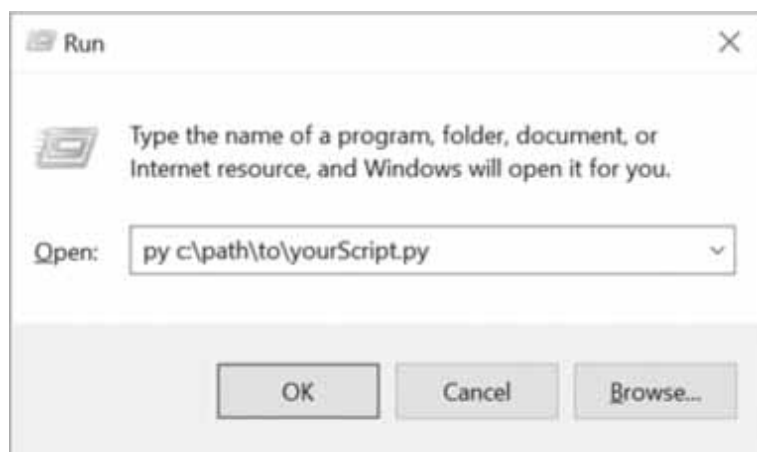 Run
Type the name of a program, folder, document, or
Internet resource, and Windows will open it for you.
Open: py c:\path\to\yourScript.py
OK Cancel Browse...